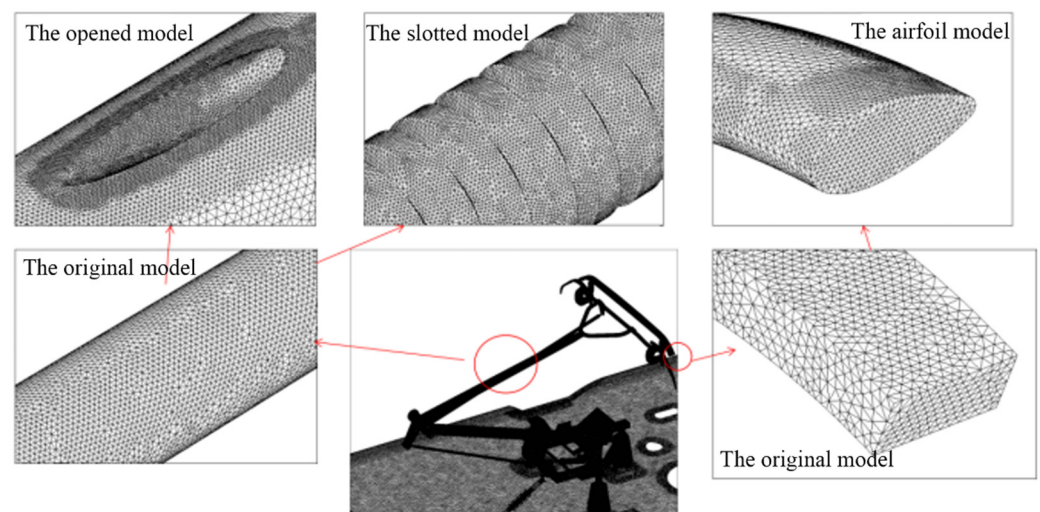 The opened model
The slotted model
The airfoil model
The original model
The original model